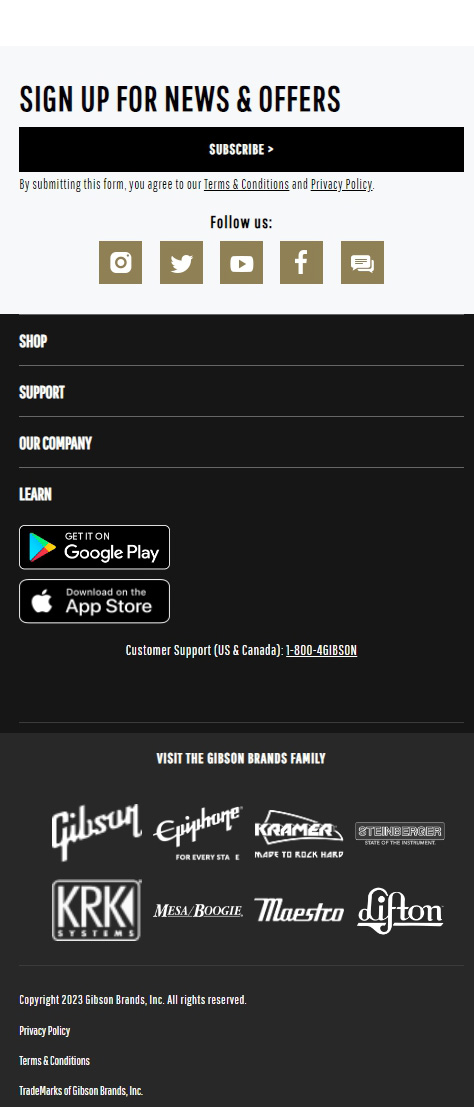 SIGN UP FOR NEWS & OFFERS
SUBSCRIBE >
By submitting this form, you agree to our Terms & Conditions and Privacy Policy.
Follow us:
SHOP
SUPPORT
OUR COMPANY
LEARN
GET IT ON
Google Play
Download on the
App Store
Customer Support (US & Canada): 1-800-4GIBSON
VISIT THE GIBSON BRANDS FAMILY
Gibson
Epiphone
FOR EVERY STA E
KRAMER
MADE TO ROCK HARD
STEINBERGER
STATE OF THE INSTRUMENT.
KRK
SYSTEMS
MESA/BOOGIE
Maestro
Lifton
Copyright 2023 Gibson Brands, Inc. All rights reserved.
Privacy Policy
Terms & Conditions
TradeMarks of Gibson Brands, Inc.